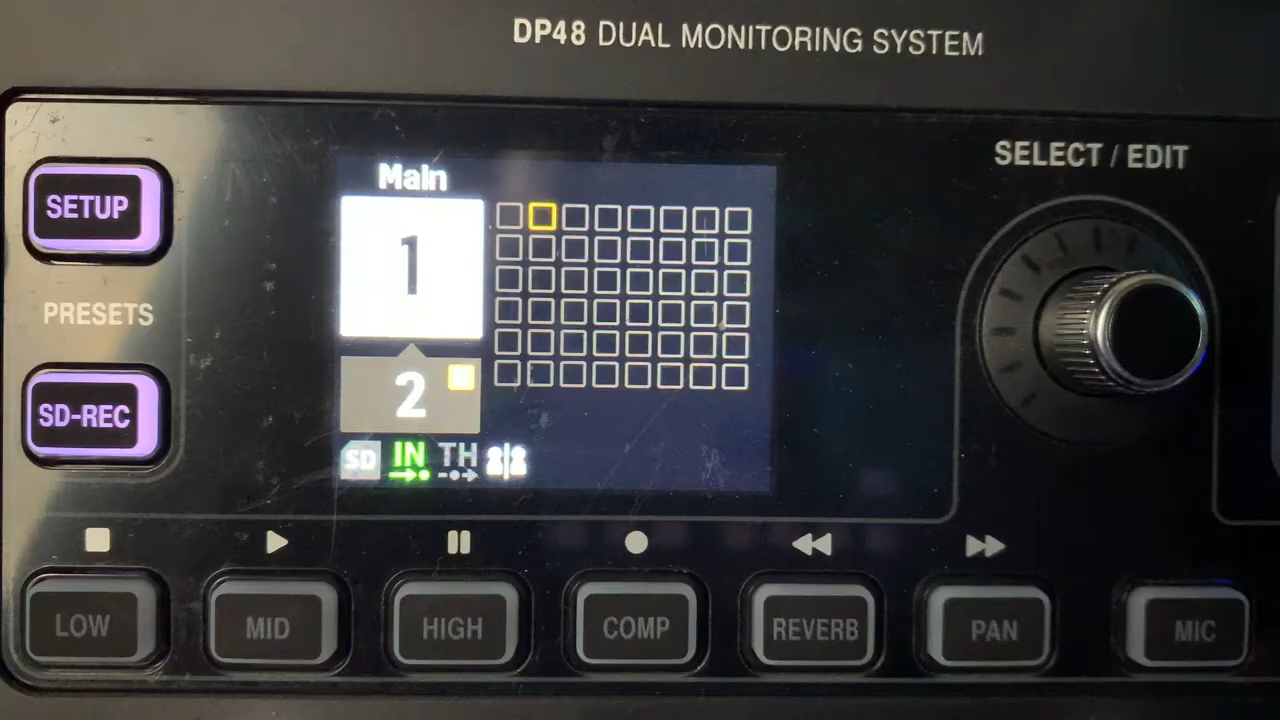 DP48 DUAL MONITORING SYSTEM
SETUP
PRESETS
SD-REC
Main
1
2
SD IN TH
SELECT / EDIT
LOW
MID
HIGH
COMP
REVERB
PAN
MIC